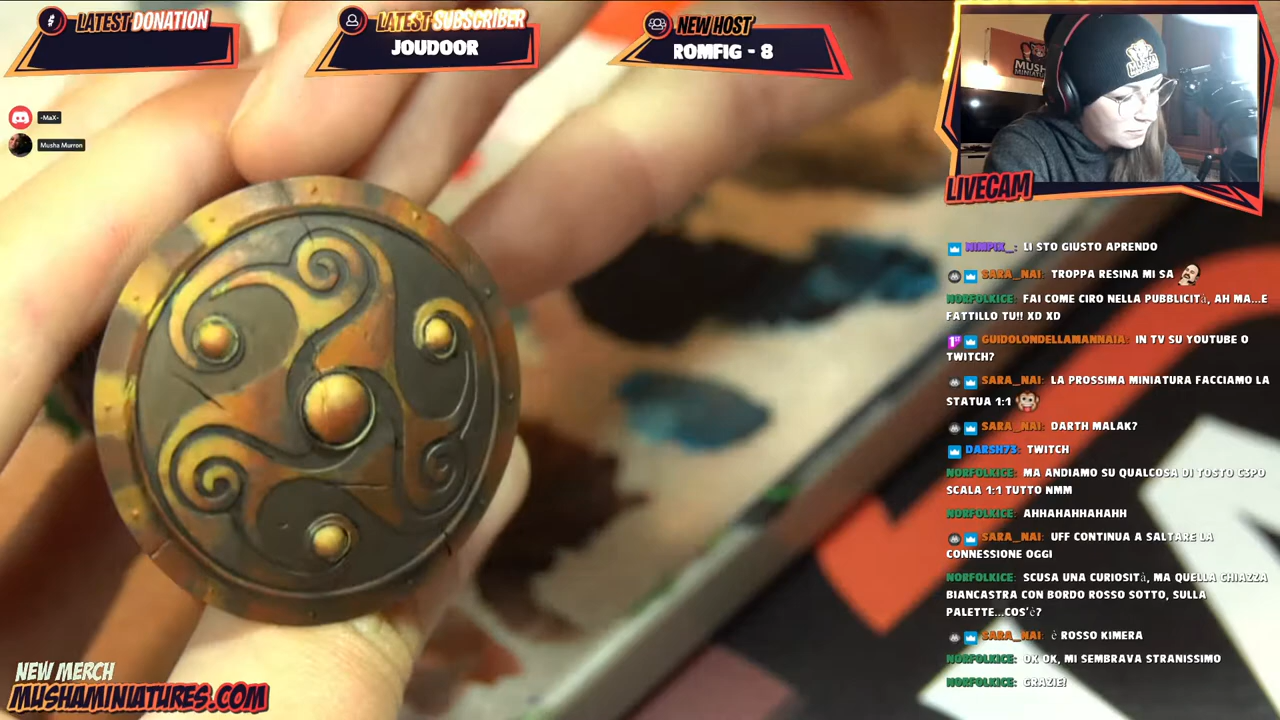 LATEST DONATION
LATEST SUBSCRIBER
JOUDOOR
NEW HOST
ROMFIG - 8
-MaX-
Musha Murron
MUSHA
LIVECAM
NIMPIX_: LI STO GIUSTO APRENDO
SARA_NAI: TROPPA RESINA MI SA
NORFOLKICE: FAI COME CIRO NELLA PUBBLICITà, AH MA...E
FATTILLO TU!! XD XD
GUIDOLONDELLAMANNAIA: IN TV SU YOUTUBE O
TWITCH?
SARA_NAI: LA PROSSIMA MINIATURA FACCIAMO LA
STATUA 1:1
SARA_NAI: DARTH MALAK?
DARSH75: TWITCH
NORFOLKICE: MA ANDIAMO SU QUALCOSA DI TOSTO C3PO
SCALA 1:1 TUTTO NMM
NORFOLKICE: AHHAHAHHAHAHH
SARA_NAI: UFF CONTINUA A SALTARE LA
CONNESSIONE OGGI
NORFOLKICE: SCUSA UNA CURIOSITà, MA QUELLA CHIAZZA
BIANCASTRA CON BORDO ROSSO SOTTO, SULLA
PALETTE...COS'è?
SARA_NAI: è ROSSO KIMERA
NORFOLKICE: OK OK, MI SEMBRAVA STRANISSIMO
NORFOLKICE: GRAZIE!
NEW MERCH
MUSHAMINIATURES.COM